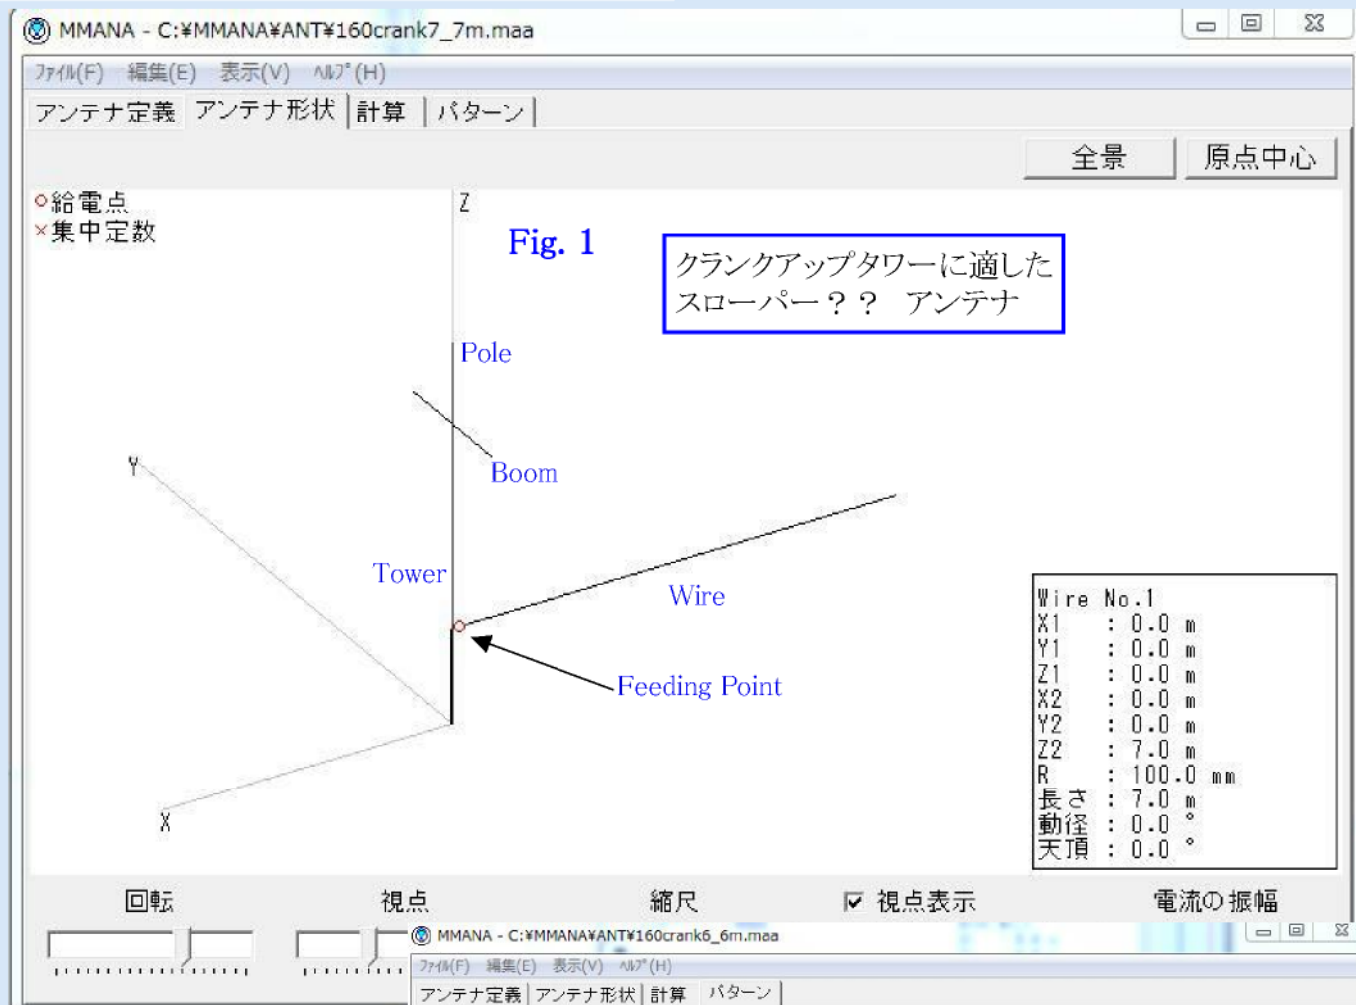 MMANA - C:¥MMANA¥ANT¥160crank7_7m.maa
ファイル(F) 編集(E) 表示(V) ヘルプ(H)
アンテナ定義 アンテナ形状 計算 パターン
全景 原点中心
○給電点
×集中定数
Z
Fig. 1
クランクアップタワーに適した
スローパー？？ アンテナ
Pole
Boom
Y
Tower
Wire
Feeding Point
X
Wire No.1
X1 : 0.0 m
Y1 : 0.0 m
Z1 : 0.0 m
X2 : 0.0 m
Y2 : 0.0 m
Z2 : 7.0 m
R : 100.0 mm
長さ : 7.0 m
動径 : 0.0 °
天頂 : 0.0 °
回転 視点 縮尺 視点表示 電流の振幅
MMANA - C:¥MMANA¥ANT¥160crank6_6m.maa
ファイル(F) 編集(E) 表示(V) ヘルプ(H)
アンテナ定義 アンテナ形状 計算 パターン